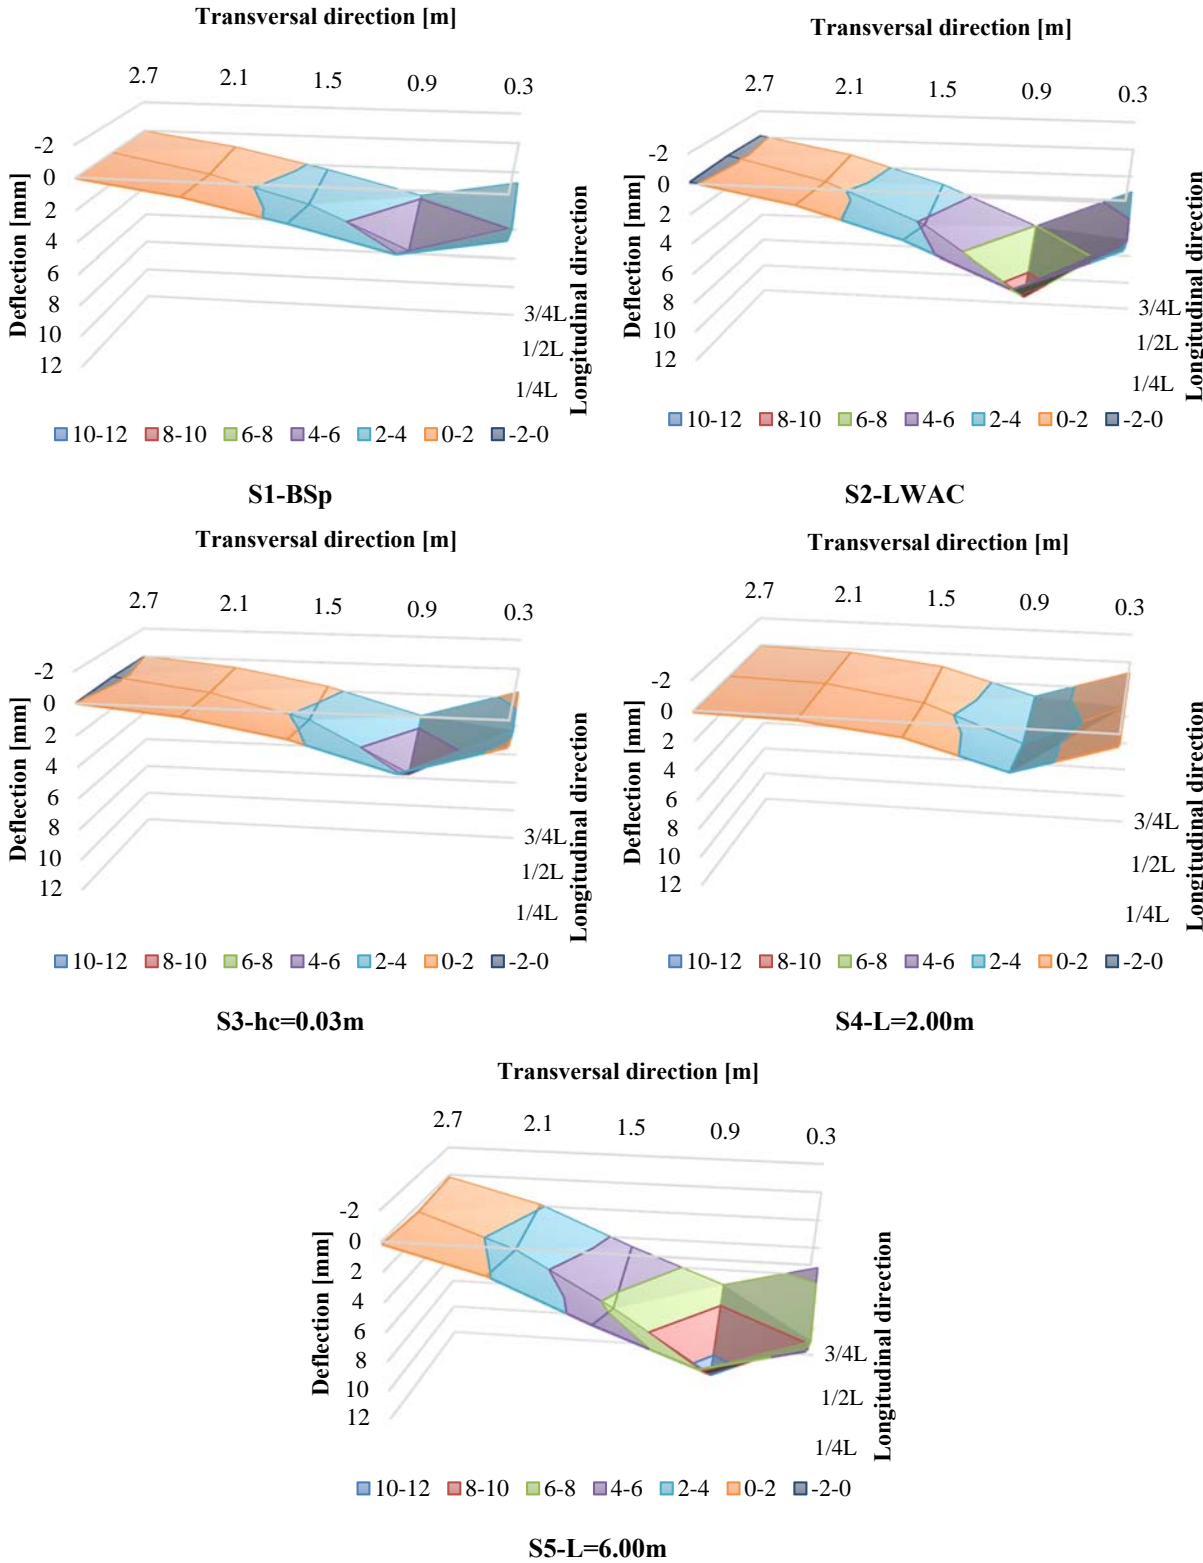 Transversal direction [m]
2.7 2.1 1.5 0.9 0.3
-2
0
2
4
6
8
10
12
Deflection [mm]
3/4L
1/2L
1/4L
Longitudinal direction
10-12 8-10 6-8 4-6 2-4 0-2 -2-0
S1-BSp
Transversal direction [m]
2.7 2.1 1.5 0.9 0.3
-2
0
2
4
6
8
10
12
Deflection [mm]
3/4L
1/2L
1/4L
Longitudinal direction
10-12 8-10 6-8 4-6 2-4 0-2 -2-0
S2-LWAC
Transversal direction [m]
2.7 2.1 1.5 0.9 0.3
-2
0
2
4
6
8
10
12
Deflection [mm]
3/4L
1/2L
1/4L
Longitudinal direction
10-12 8-10 6-8 4-6 2-4 0-2 -2-0
S3-hc=0.03m
Transversal direction [m]
2.7 2.1 1.5 0.9 0.3
-2
0
2
4
6
8
10
12
Deflection [mm]
3/4L
1/2L
1/4L
Longitudinal direction
10-12 8-10 6-8 4-6 2-4 0-2 -2-0
S4-L=2.00m
Transversal direction [m]
2.7 2.1 1.5 0.9 0.3
-2
0
2
4
6
8
10
12
Deflection [mm]
3/4L
1/2L
1/4L
Longitudinal direction
10-12 8-10 6-8 4-6 2-4 0-2 -2-0
S5-L=6.00m